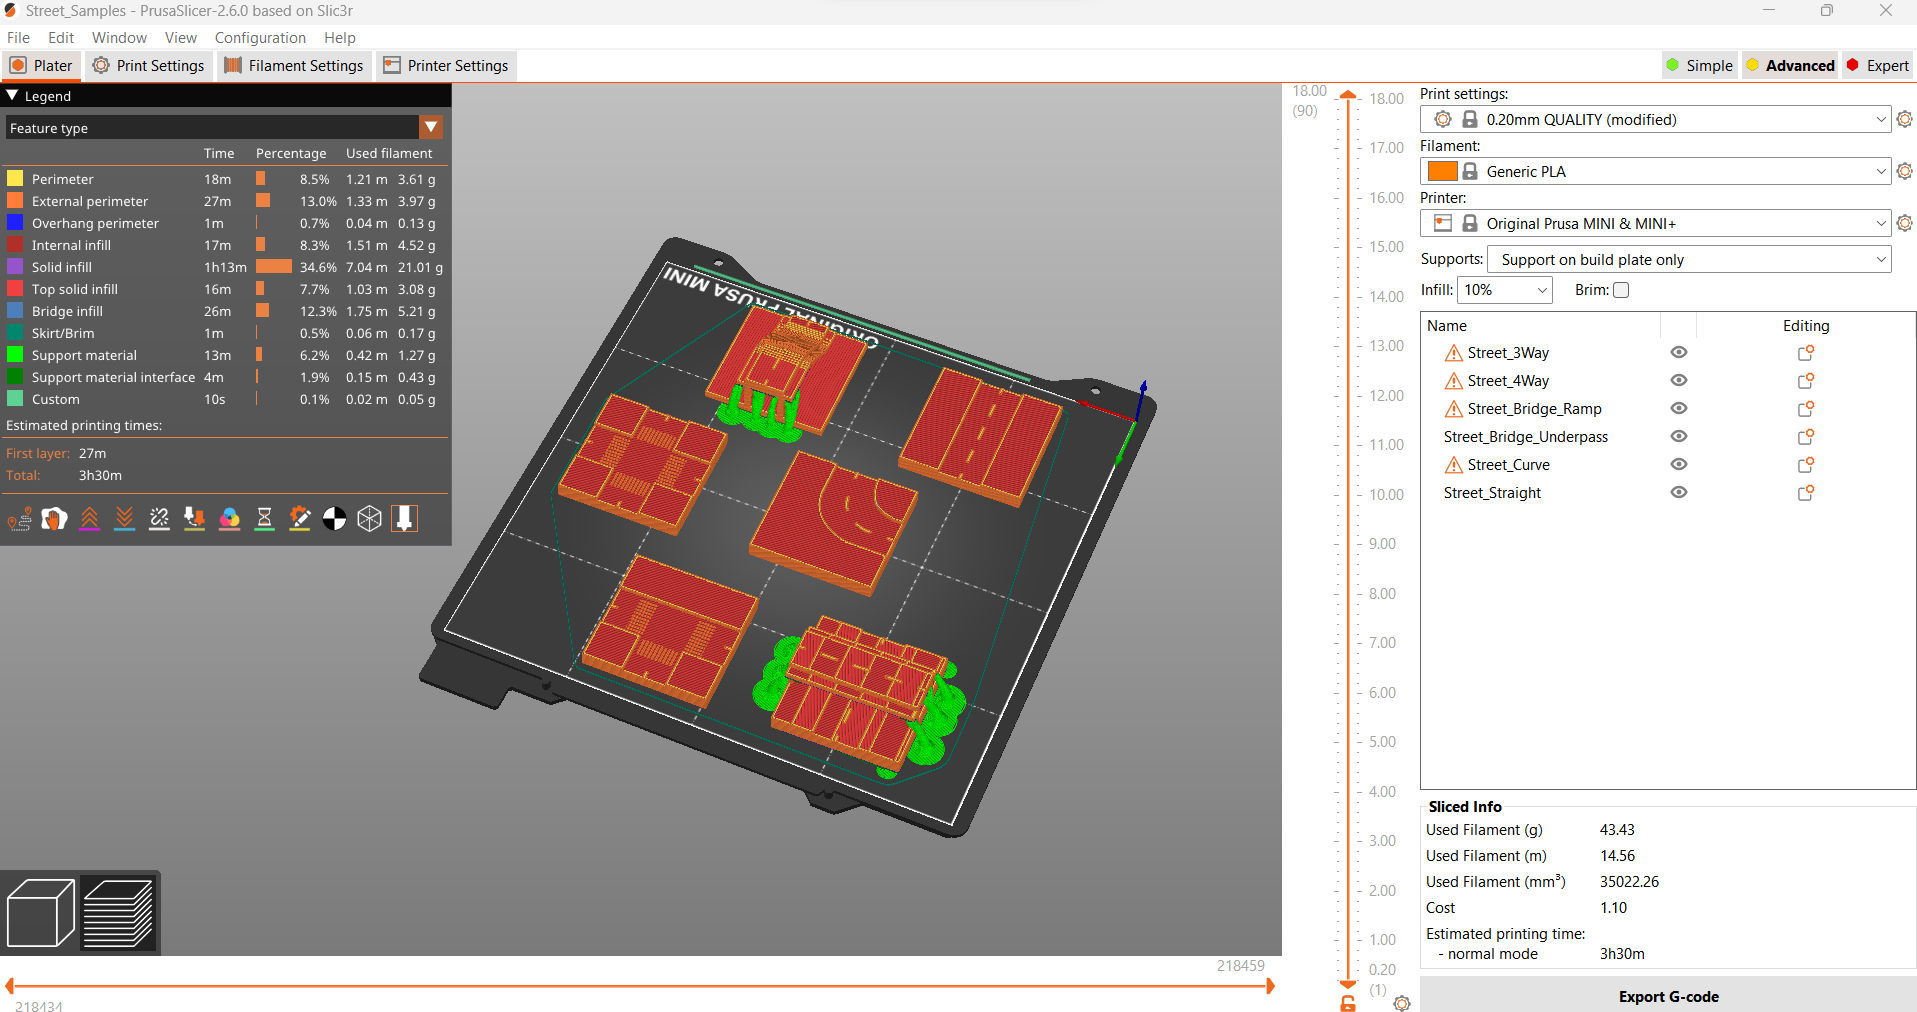 Street_Samples - PrusaSlicer-2.6.0 based on Slic3r
File Edit Window View Configuration Help
Plater Print Settings Filament Settings Printer Settings Simple Advanced Expert
Legend
Feature type
Time Percentage Used filament
Perimeter 18m 8.5% 1.21 m 3.61 g
External perimeter 27m 13.0% 1.33 m 3.97 g
Overhang perimeter 1m 0.7% 0.04 m 0.13 g
Internal infill 17m 8.3% 1.51 m 4.52 g
Solid infill 1h13m 34.6% 7.04 m 21.01 g
Top solid infill 16m 7.7% 1.03 m 3.08 g
Bridge infill 26m 12.3% 1.75 m 5.21 g
Skirt/Brim 1m 0.5% 0.06 m 0.17 g
Support material 13m 6.2% 0.42 m 1.27 g
Support material interface 4m 1.9% 0.15 m 0.43 g
Custom 10s 0.1% 0.02 m 0.05 g
Estimated printing times:
First layer: 27m
Total: 3h30m
ORIGINAL PRUSA MINI
218459
218434
18.00
(90)
18.00
17.00
16.00
15.00
14.00
13.00
12.00
11.00
10.00
9.00
8.00
7.00
6.00
5.00
4.00
3.00
2.00
1.00
0.20
(1)
Print settings:
0.20mm QUALITY (modified)
Filament:
Generic PLA
Printer:
Original Prusa MINI & MINI+
Supports: Support on build plate only
Infill: 10% Brim:
Name Editing
Street_3Way
Street_4Way
Street_Bridge_Ramp
Street_Bridge_Underpass
Street_Curve
Street_Straight
Sliced Info
Used Filament (g) 43.43
Used Filament (m) 14.56
Used Filament (mm³) 35022.26
Cost 1.10
Estimated printing time:
- normal mode 3h30m
Export G-code